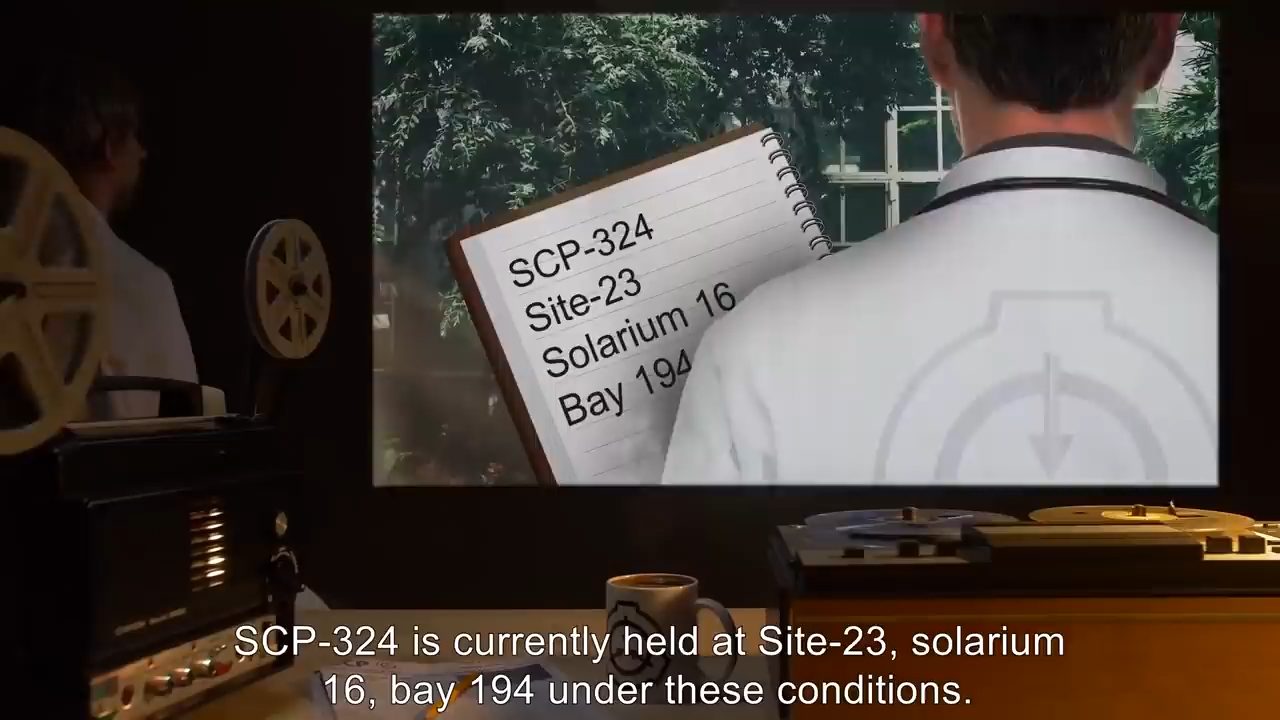 SCP-324
Site-23
Solarium 16
Bay 194
SCP-324 is currently held at Site-23, solarium
16, bay 194 under these conditions.